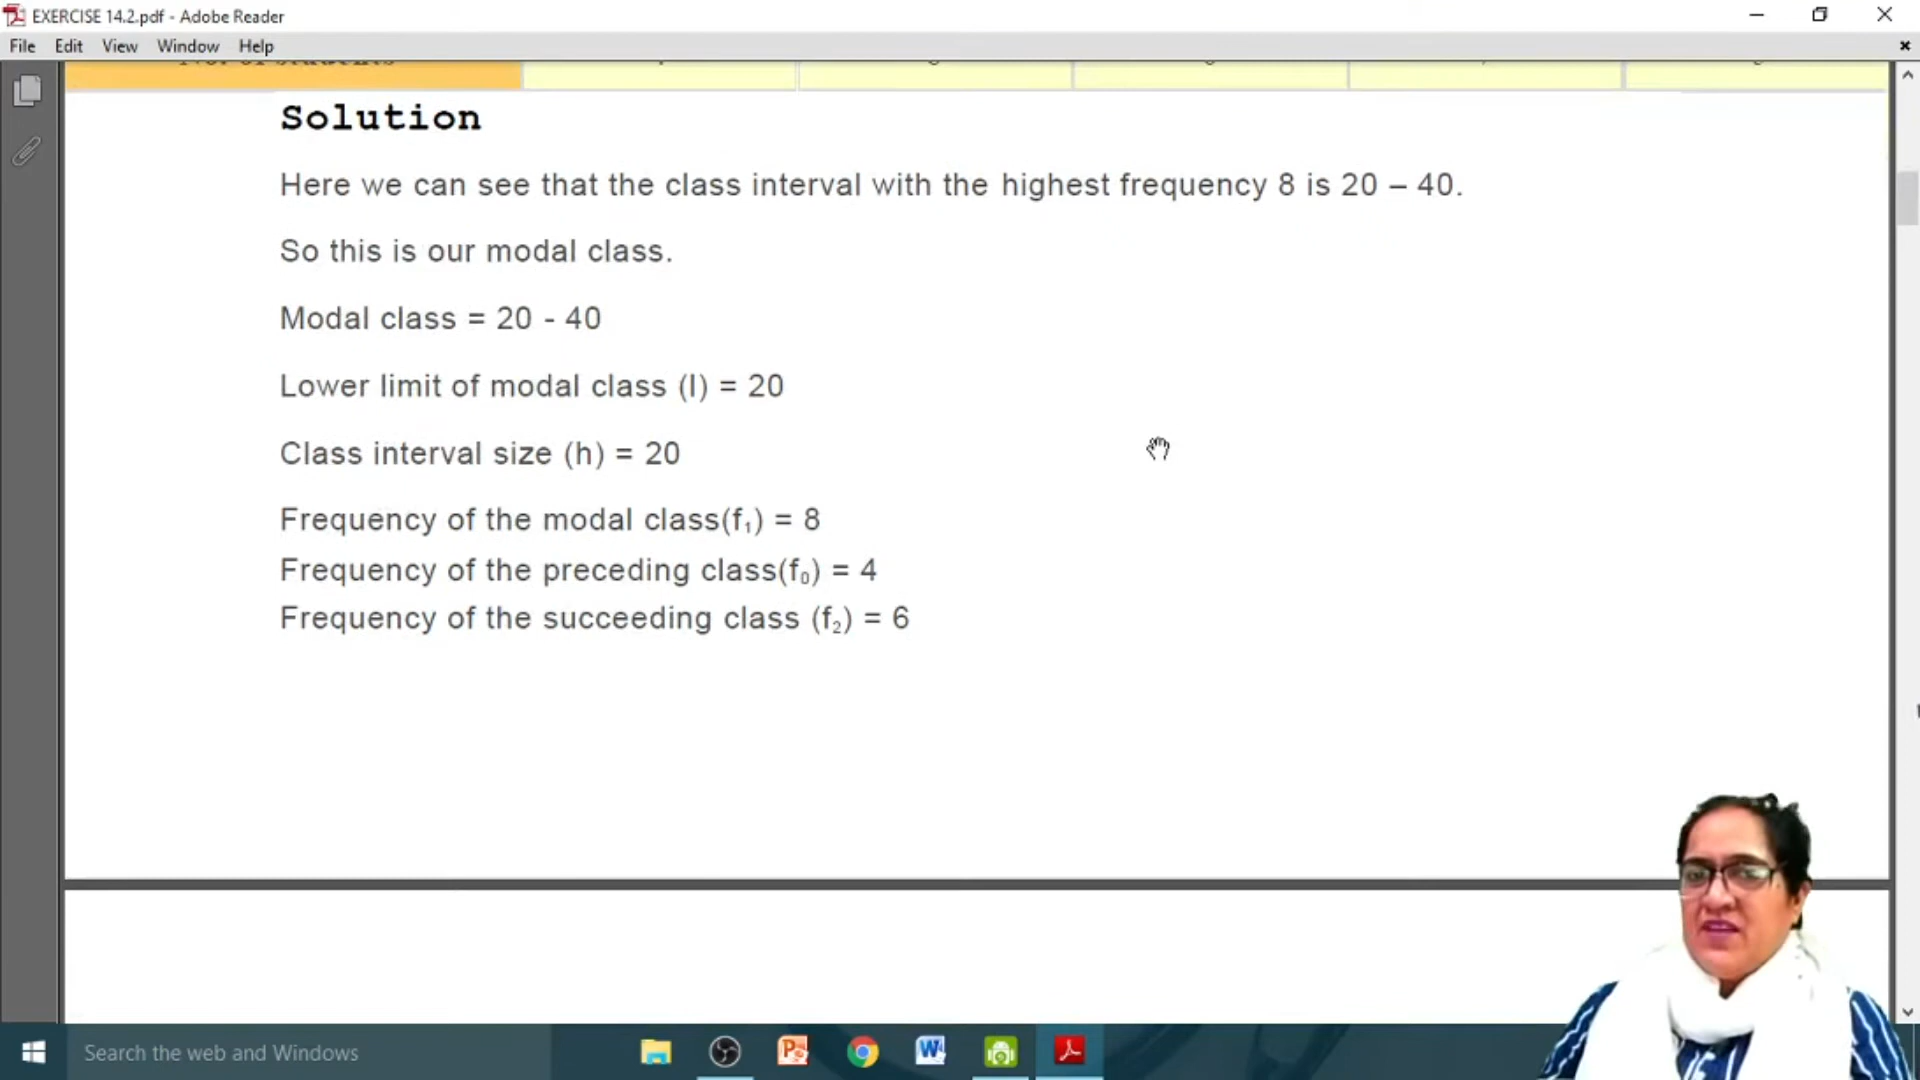 EXERCISE 14.2.pdf - Adobe Reader
File Edit View Window Help
Solution
Here we can see that the class interval with the highest frequency 8 is 20 – 40.
So this is our modal class.
Modal class = 20 - 40
Lower limit of modal class (l) = 20
Class interval size (h) = 20
Frequency of the modal class(f₁) = 8
Frequency of the preceding class(f₀) = 4
Frequency of the succeeding class (f₂) = 6
Search the web and Windows